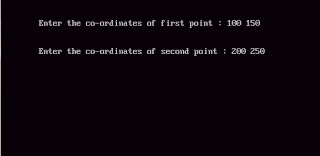 Enter the co-ordinates of first point : 100 150
Enter the co-ordinates of second point : 200 250